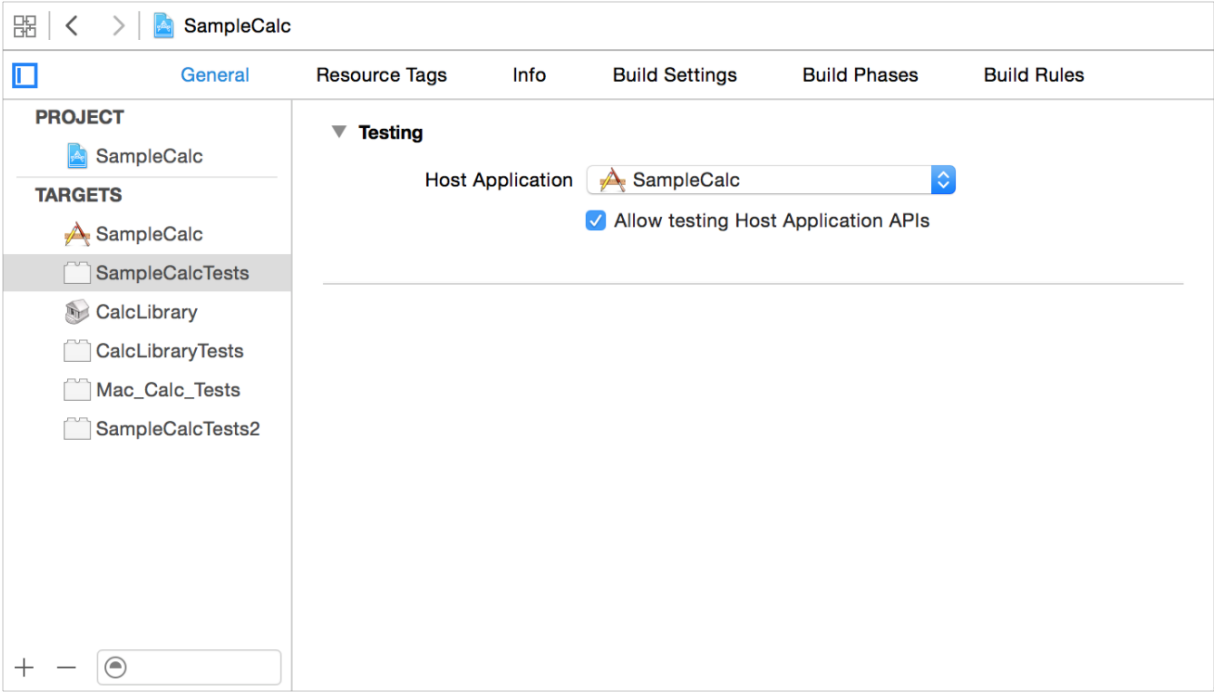 SampleCalc
General Resource Tags Info Build Settings Build Phases Build Rules
PROJECT
SampleCalc
TARGETS
SampleCalc
SampleCalcTests
CalcLibrary
CalcLibraryTests
Mac_Calc_Tests
SampleCalcTests2
Testing
Host Application SampleCalc
Allow testing Host Application APIs